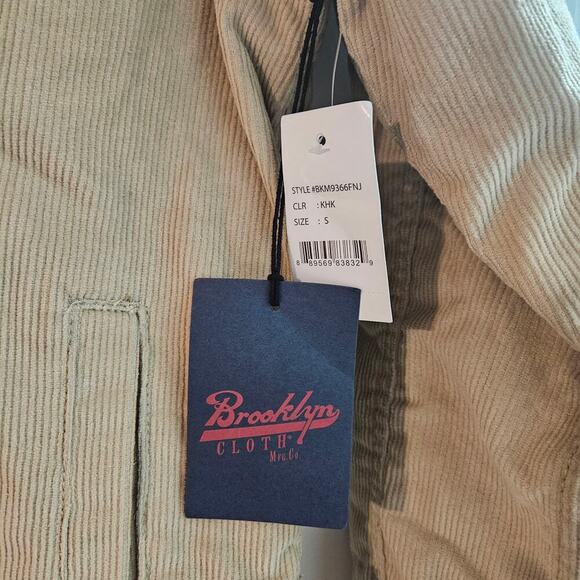 STYLE #BKM9366FNJ
CLR : KHK
SIZE : S
8 89569 83832 9
Brooklyn
CLOTH®
MFG.CO